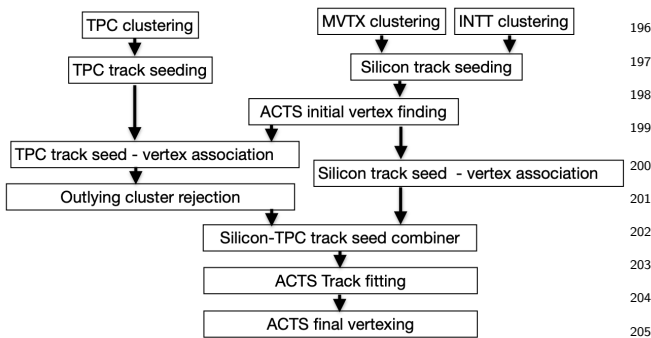 TPC clustering
MVTX clustering
INTT clustering
196
TPC track seeding
Silicon track seeding
197
198
ACTS initial vertex finding
199
TPC track seed - vertex association
Silicon track seed - vertex association
200
Outlying cluster rejection
201
Silicon-TPC track seed combiner
202
203
ACTS Track fitting
204
ACTS final vertexing
205